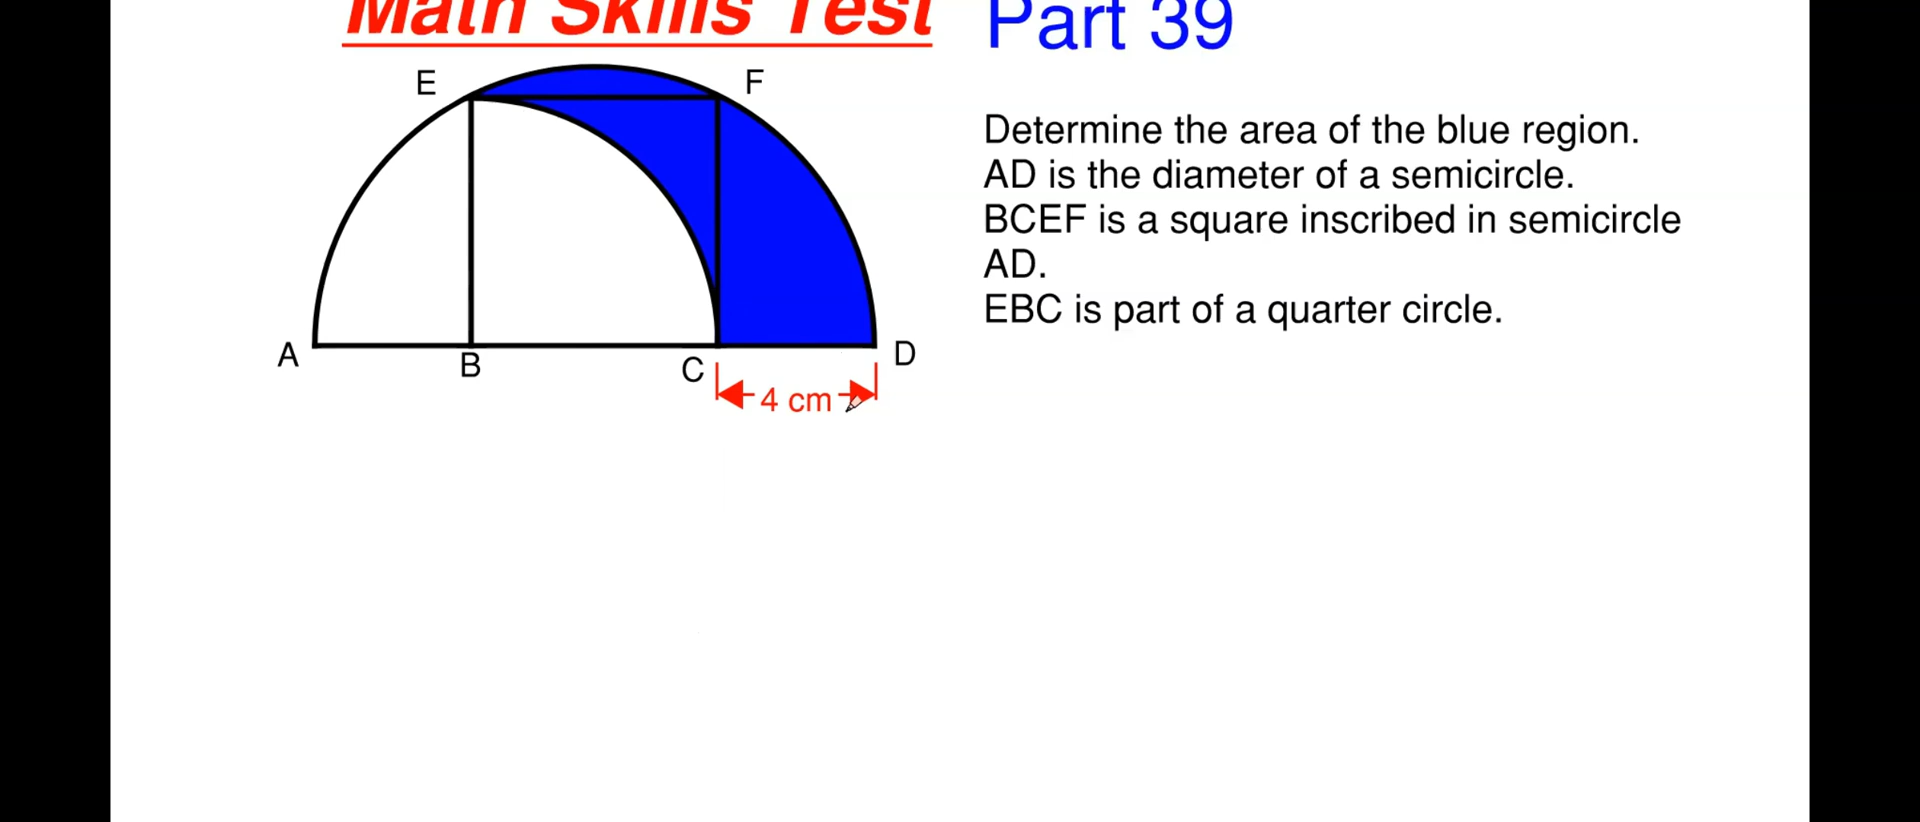 Math Skills Test Part 39
E F
Determine the area of the blue region.
AD is the diameter of a semicircle.
BCEF is a square inscribed in semicircle
AD.
EBC is part of a quarter circle.
A B C D
4 cm